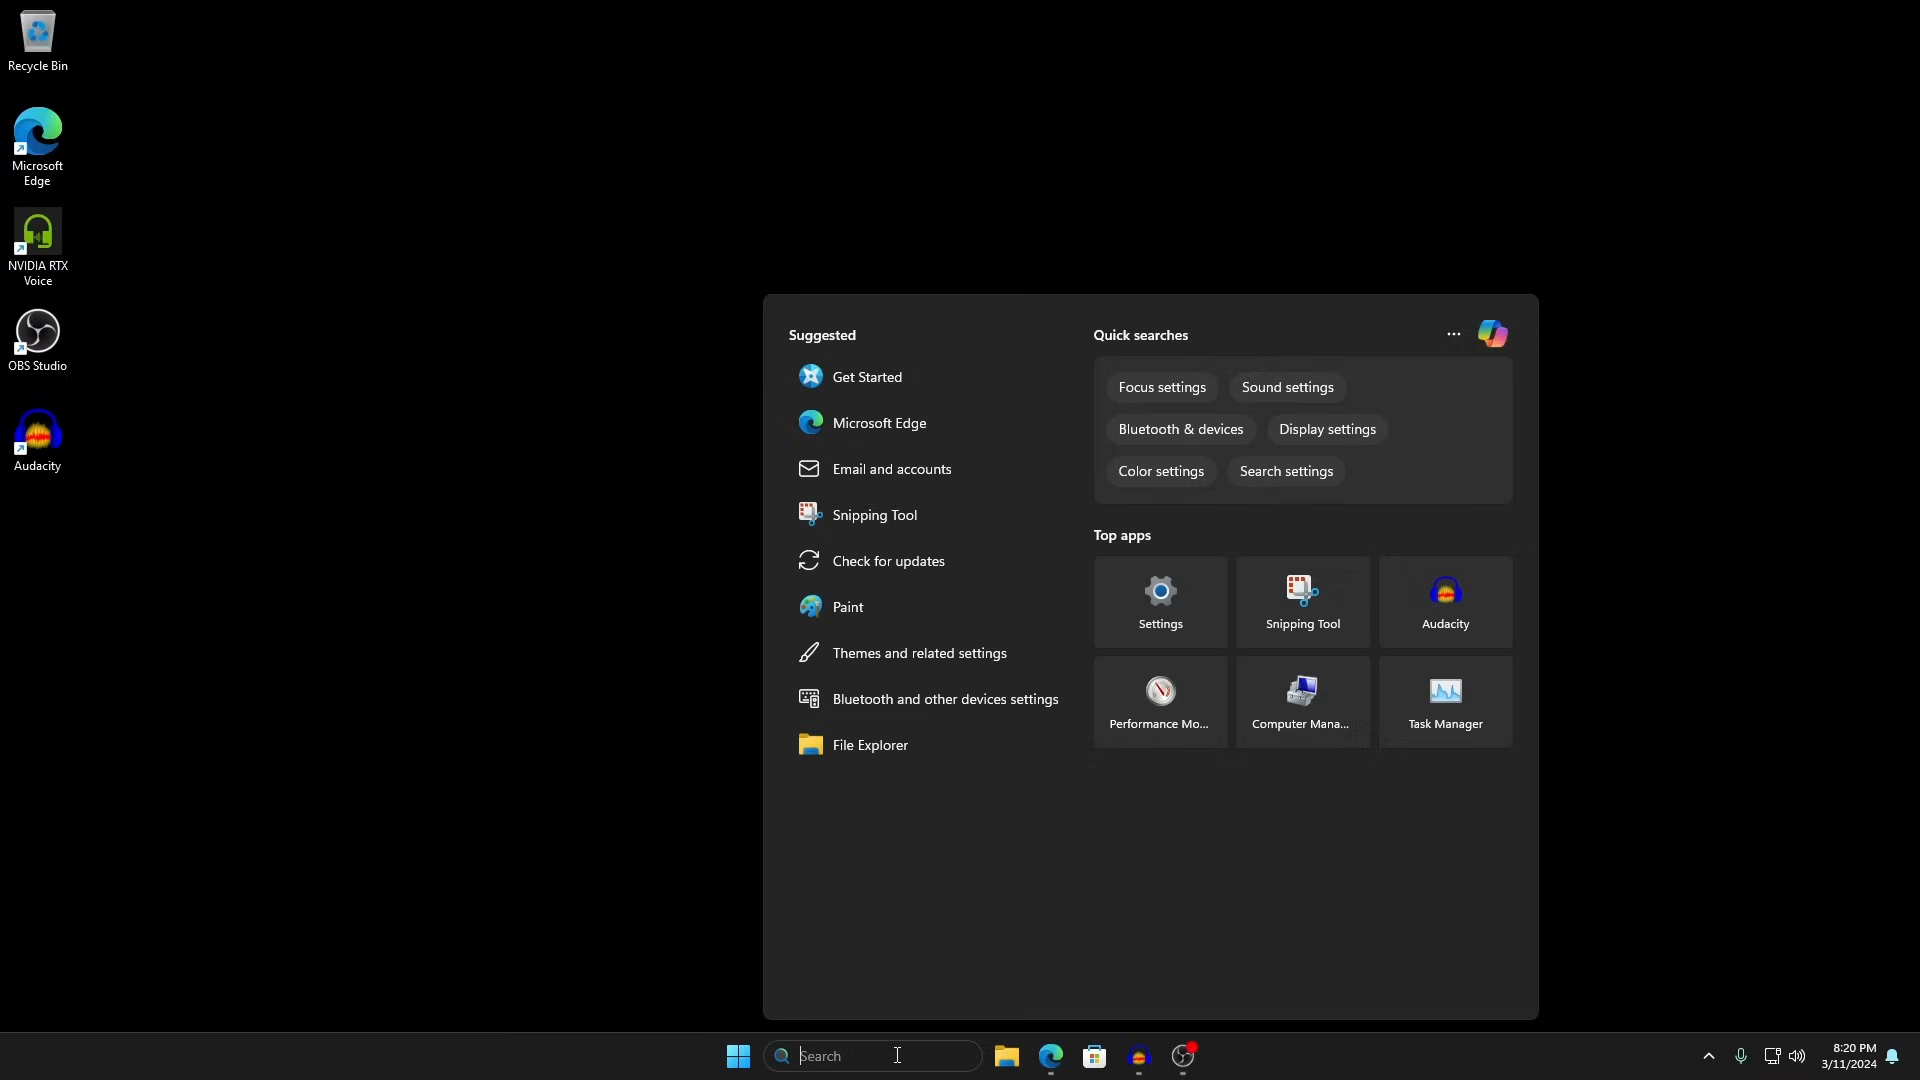 Recycle Bin
Microsoft
Edge
NVIDIA RTX
Voice
OBS Studio
Audacity
Suggested
Get Started
Microsoft Edge
Email and accounts
Snipping Tool
Check for updates
Paint
Themes and related settings
Bluetooth and other devices settings
File Explorer
Quick searches
Focus settings
Sound settings
Bluetooth & devices
Display settings
Color settings
Search settings
Top apps
Settings
Snipping Tool
Audacity
Performance Mo...
Computer Mana...
Task Manager
Search
8:20 PM
3/11/2024